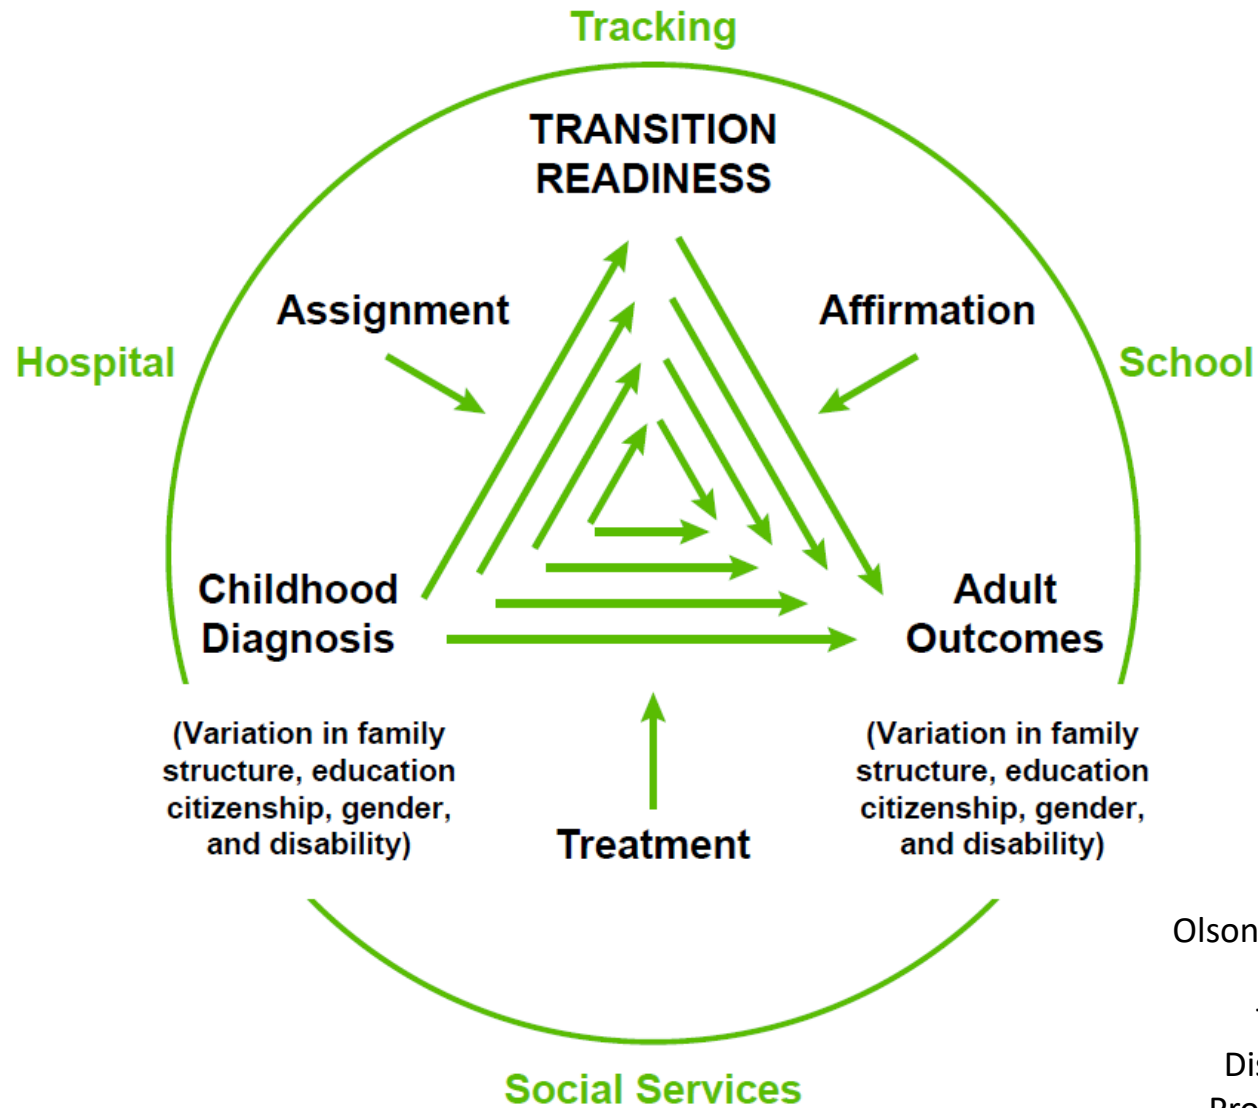 Tracking
TRANSITION
READINESS
Assignment
Affirmation
Hospital
School
Childhood
Diagnosis
Adult
Outcomes
(Variation in family
structure, education
citizenship, gender,
and disability)
(Variation in family
structure, education
citizenship, gender,
and disability)
Treatment
Olson
Social Services